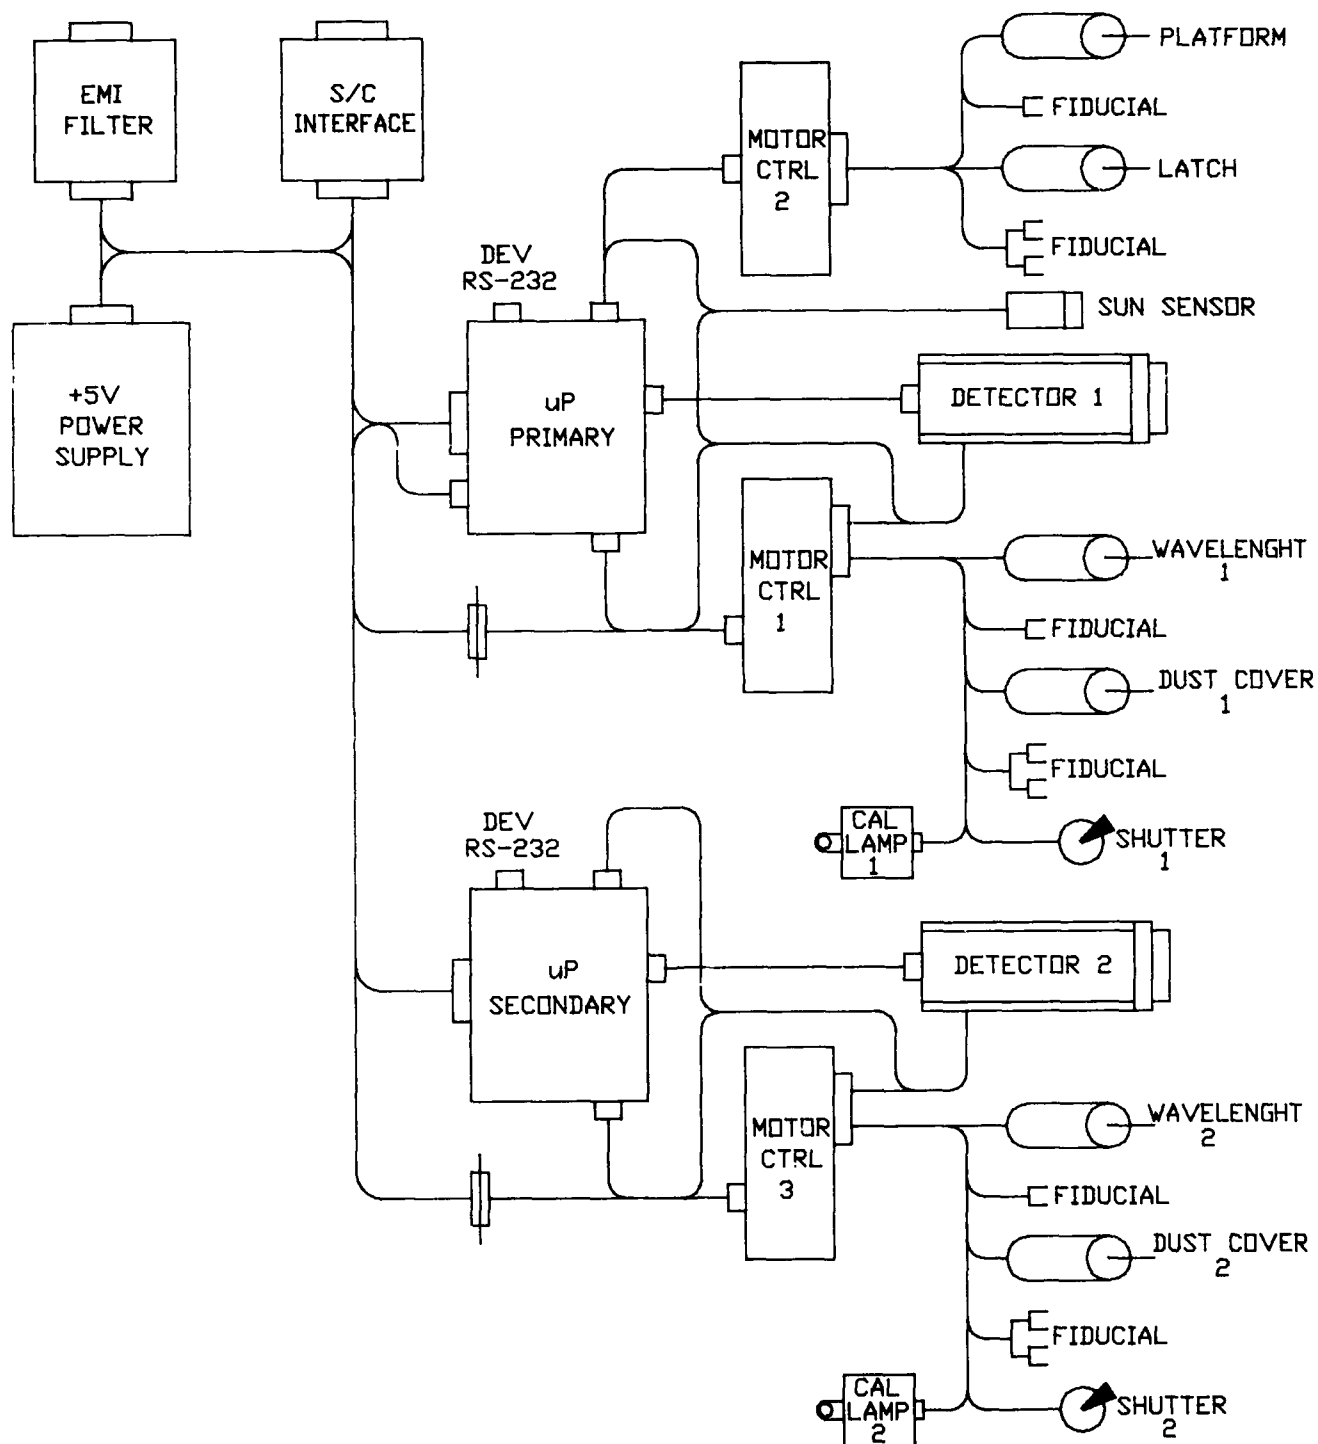 EMI
FILTER
S/C
INTERFACE
+5V
POWER
SUPPLY
DEV
RS-232
uP
PRIMARY
MOTOR
CTRL
2
PLATFORM
FIDUCIAL
LATCH
FIDUCIAL
SUN SENSOR
DETECTOR 1
MOTOR
CTRL
1
WAVELENGHT
1
FIDUCIAL
DUST COVER
1
FIDUCIAL
CAL
LAMP
1
SHUTTER
1
DEV
RS-232
uP
SECONDARY
DETECTOR 2
MOTOR
CTRL
3
WAVELENGHT
2
FIDUCIAL
DUST COVER
2
FIDUCIAL
CAL
LAMP
2
SHUTTER
2